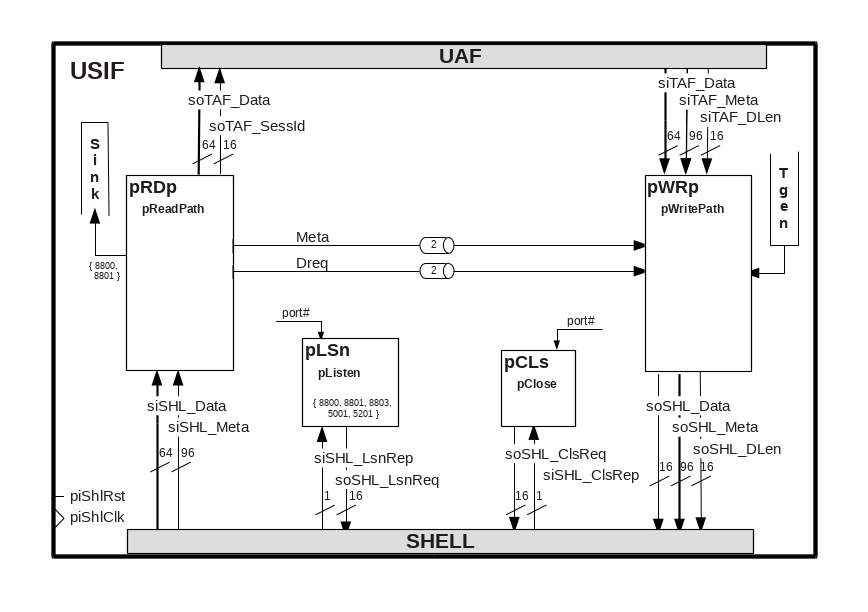 UAF
USIF
soTAF_Data
soTAF_SessId
64
16
siTAF_Data
siTAF_Meta
siTAF_DLen
64
96
16
Sink
pRDp
pReadPath
{ 8800,
8801 }
pWRp
pWritePath
Tgen
Meta
2
Dreq
2
port#
pLSn
pListen
{ 8800, 8801, 8803,
5001, 5201 }
port#
pCLs
pClose
siSHL_Data
siSHL_Meta
64
96
siSHL_LsnRep
soSHL_LsnReq
1
16
soSHL_ClsReq
siSHL_ClsRep
16
1
soSHL_Data
soSHL_Meta
soSHL_DLen
16
96
16
piShlRst
piShlClk
SHELL